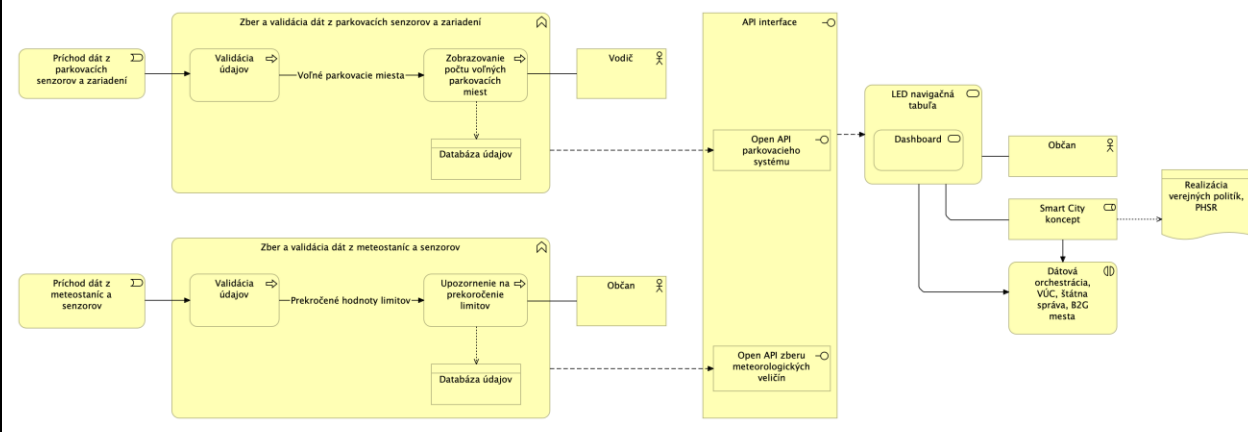 Zber a validácia dát z parkovacích senzorov a zariadení
Príchod dát z
parkovacích
senzorov a zariadení
Validácia
údajov
Voľné parkovacie miesta
Zobrazovanie
počtu voľných
parkovacích
miest
Vodič
Databáza údajov
Zber a validácia dát z meteostaníc a senzorov
Príchod dát z
meteostaníc a
senzorov
Validácia
údajov
Prekročené hodnoty limitov
Upozornenie na
prekoročenie
limitov
Občan
Databáza údajov
API interface
Open API
parkovacieho
systému
Open API zberu
meteorologických
veličín
LED navigačná
tabuľa
Dashboard
Občan
Smart City
koncept
Realizácia
verejných politík,
PHSR
Dátová
orchestrácia,
VÚC, štátna
správa, B2G
mesta